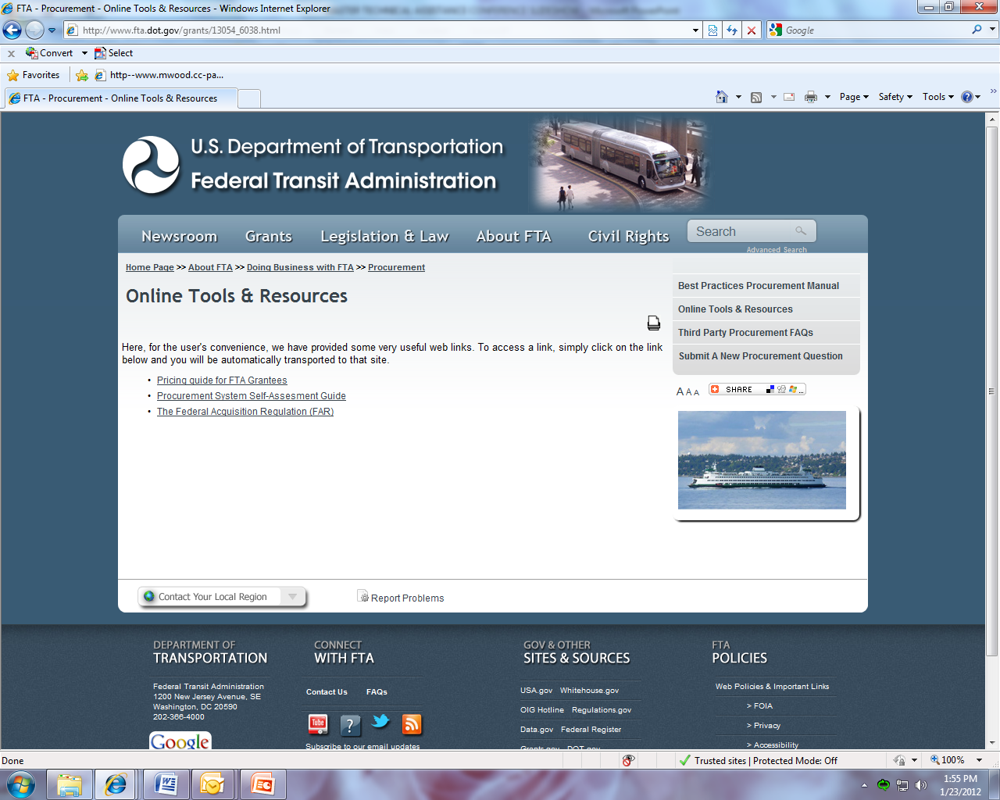 FTA - Procurement - Online Tools & Resources - Windows Internet Explorer
http://www.fta.dot.gov/grants/13054_6038.html
Google
x Convert Select
Favorites http--www.mwood.cc-pa...
FTA - Procurement - Online Tools & Resources
Page Safety Tools
U.S. Department of Transportation
Federal Transit Administration
Newsroom Grants Legislation & Law About FTA Civil Rights Search
Advanced Search
Home Page >> About FTA >> Doing Business with FTA >> Procurement
Online Tools & Resources
Here, for the user's convenience, we have provided some very useful web links. To access a link, simply click on the link
below and you will be automatically transported to that site.
• Pricing guide for FTA Grantees
• Procurement System Self-Assesment Guide
• The Federal Acquisition Regulation (FAR)
Best Practices Procurement Manual
Online Tools & Resources
Third Party Procurement FAQs
Submit A New Procurement Question
A A A SHARE ...
Contact Your Local Region
Report Problems
DEPARTMENT OF
TRANSPORTATION
Federal Transit Administration
1200 New Jersey Avenue, SE
Washington, DC 20590
202-366-4000
Google
CONNECT
WITH FTA
Contact Us FAQs
You Tube ?
Subscribe to our email updates
GOV & OTHER
SITES & SOURCES
USA.gov Whitehouse.gov
OIG Hotline Regulations.gov
Data.gov Federal Register
Grants.gov DOT.gov
FTA
POLICIES
Web Policies & Important Links
> FOIA
> Privacy
> Accessibility
Done
Trusted sites | Protected Mode: Off
100%
1:55 PM
1/23/2012